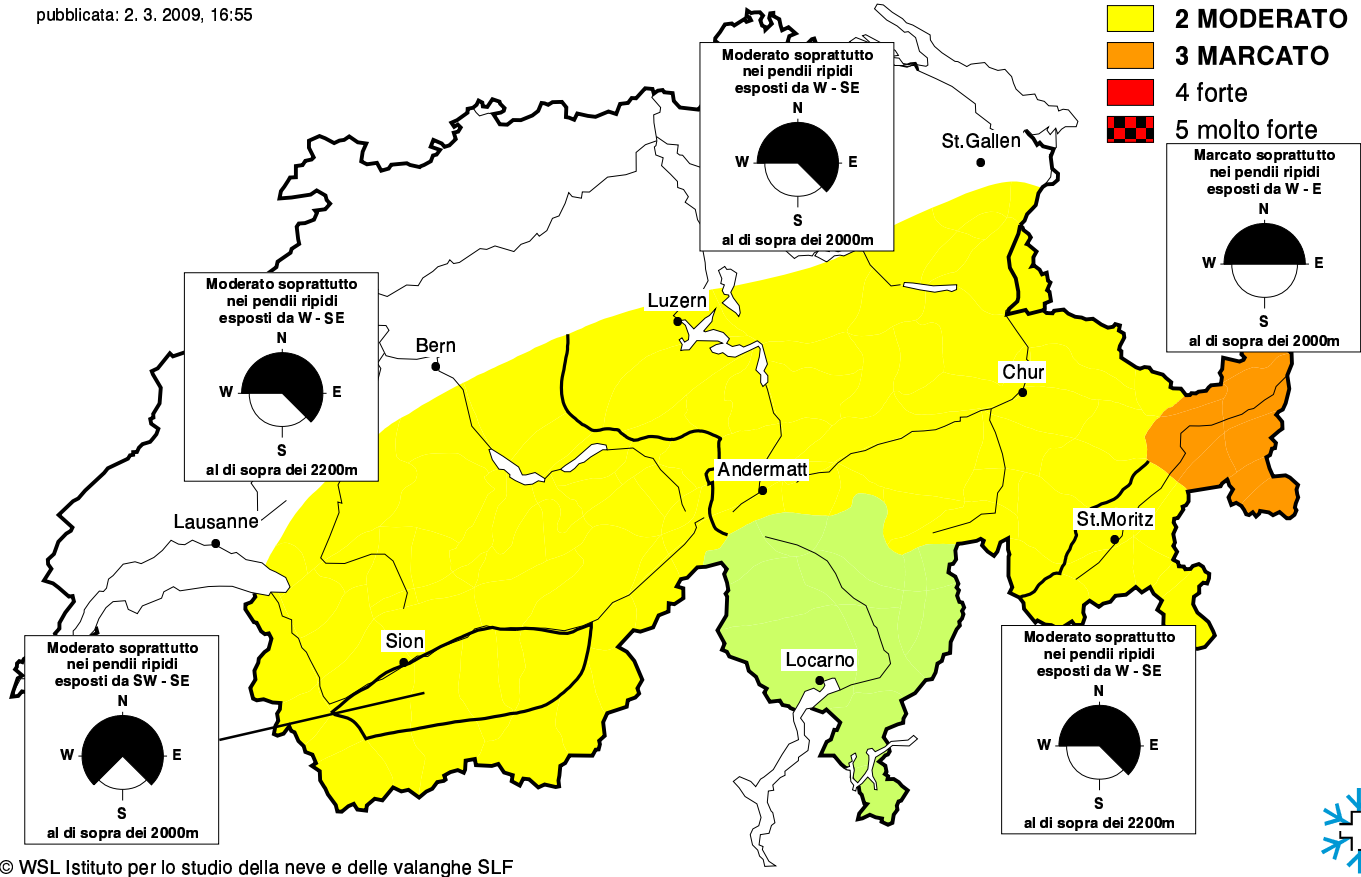 pubblicata: 2. 3. 2009, 16:55
2 MODERATO
3 MARCATO
4 forte
5 molto forte
Moderato soprattutto
nei pendii ripidi
esposti da W - SE
N
W E
S
al di sopra dei 2000m
St.Gallen
Marcato soprattutto
nei pendii ripidi
esposti da W - E
N
W E
S
al di sopra dei 2000m
Moderato soprattutto
nei pendii ripidi
esposti da W - SE
N
W E
S
al di sopra dei 2200m
Luzern
Bern
Chur
Andermatt
Lausanne
St.Moritz
Sion
Locarno
Moderato soprattutto
nei pendii ripidi
esposti da SW - SE
N
W E
S
al di sopra dei 2000m
Moderato soprattutto
nei pendii ripidi
esposti da W - SE
N
W E
S
al di sopra dei 2200m
© WSL Istituto per lo studio della neve e delle valanghe SLF